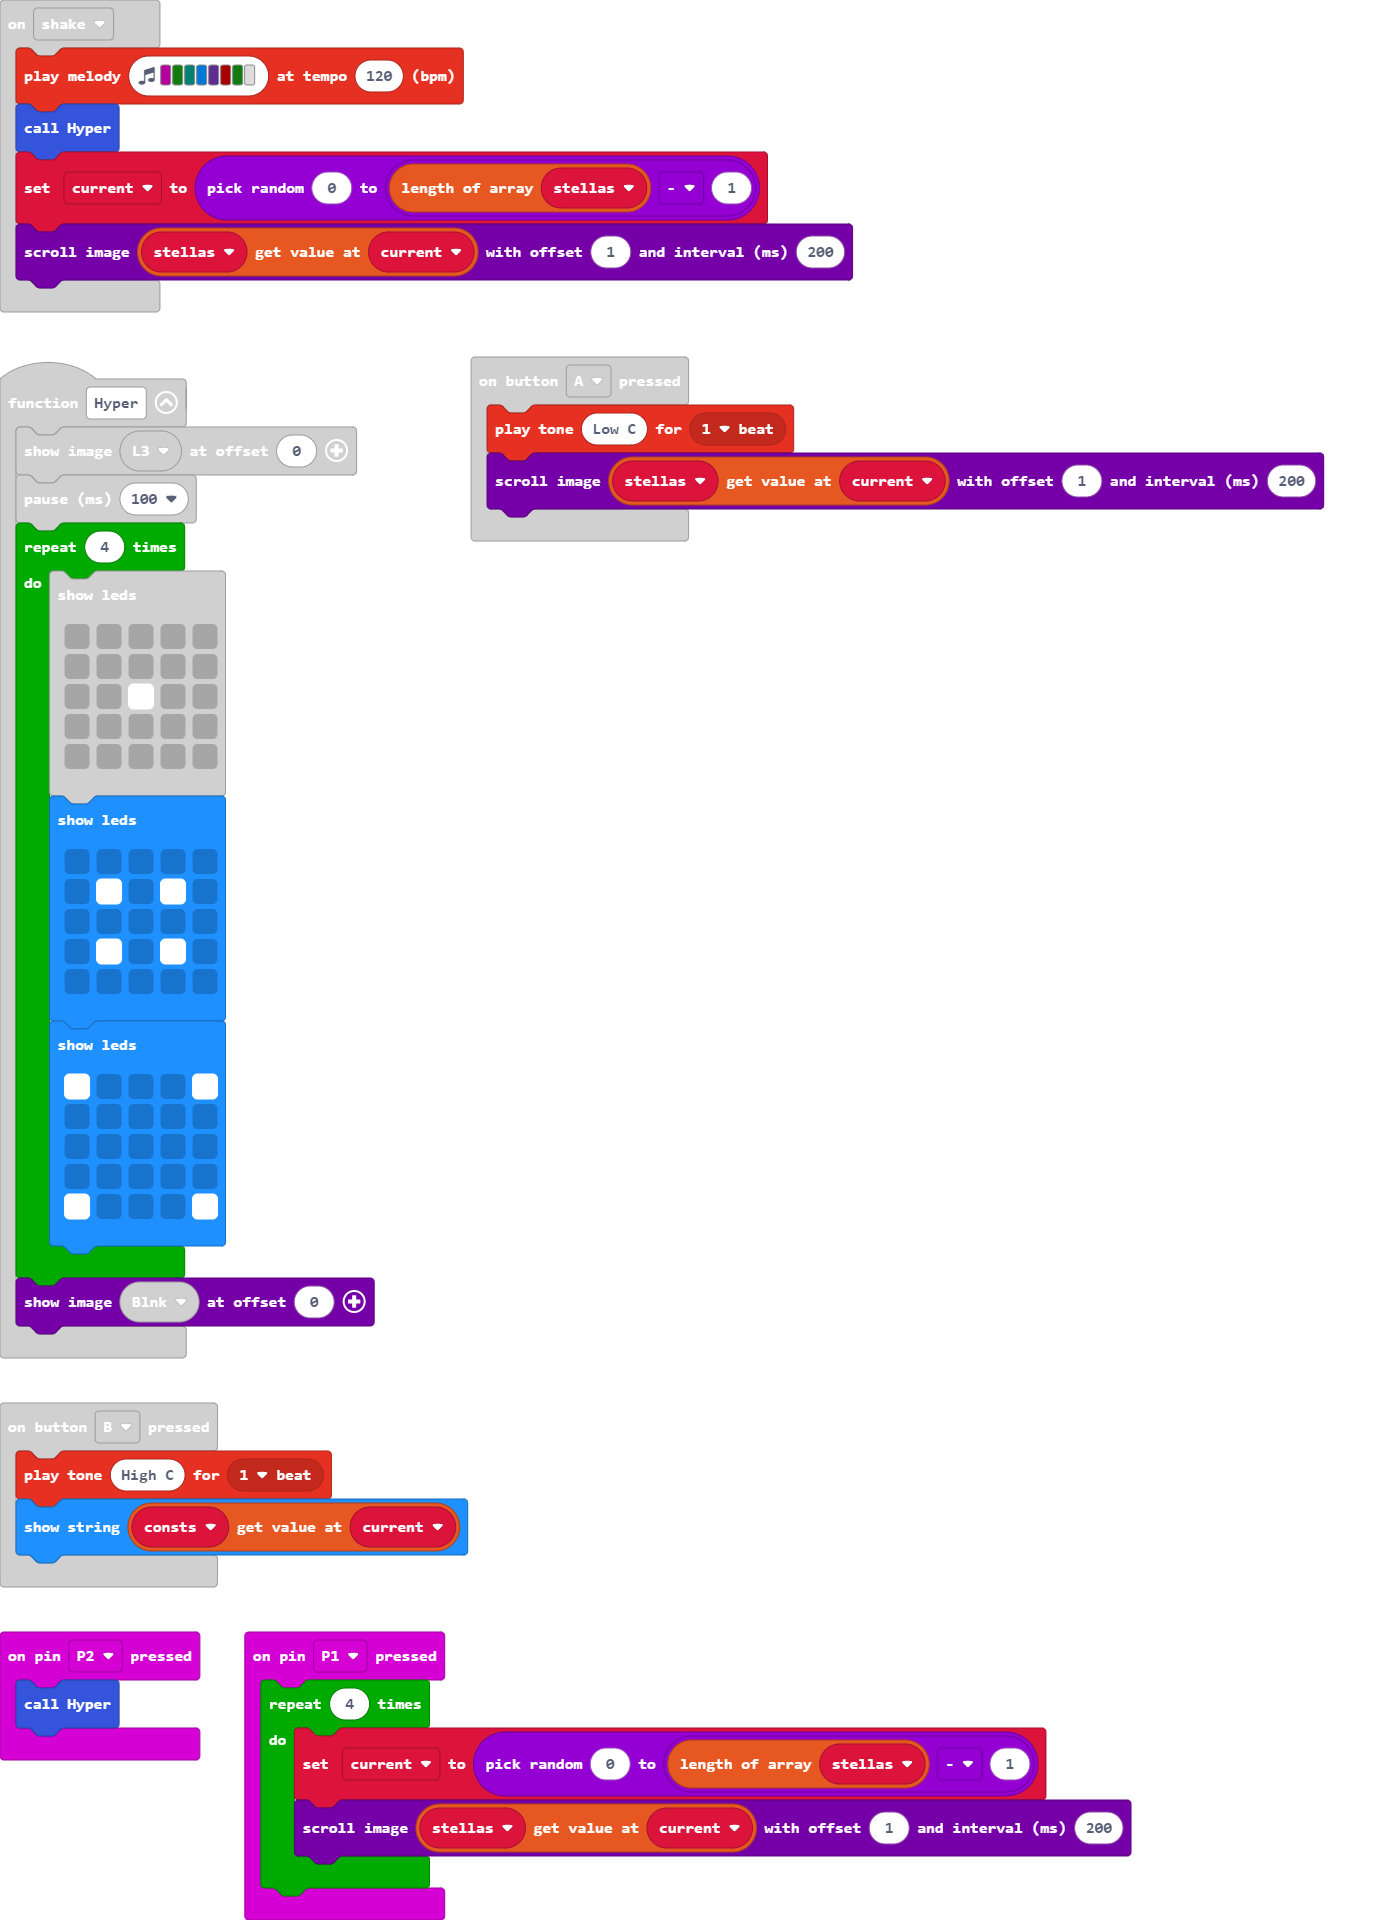 on shake
play melody at tempo 120 (bpm)
call Hyper
set current to pick random 0 to length of array stellas - 1
scroll image stellas get value at current with offset 1 and interval (ms) 200
function Hyper
show image L3 at offset 0
pause (ms) 100
repeat 4 times
do
show leds
show leds
show leds
show image Blnk at offset 0
on button A pressed
play tone Low C for 1 beat
scroll image stellas get value at current with offset 1 and interval (ms) 200
on button B pressed
play tone High C for 1 beat
show string consts get value at current
on pin P2 pressed
call Hyper
on pin P1 pressed
repeat 4 times
do
set current to pick random 0 to length of array stellas - 1
scroll image stellas get value at current with offset 1 and interval (ms) 200